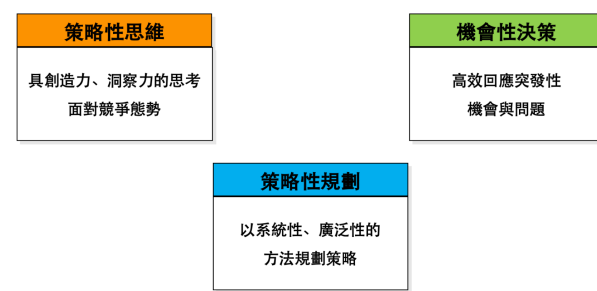 策略性思維
具創造力、洞察力的思考
面對競爭態勢
機會性決策
高效回應突發性
機會與問題
策略性規劃
以系統性、廣泛性的
方法規劃策略